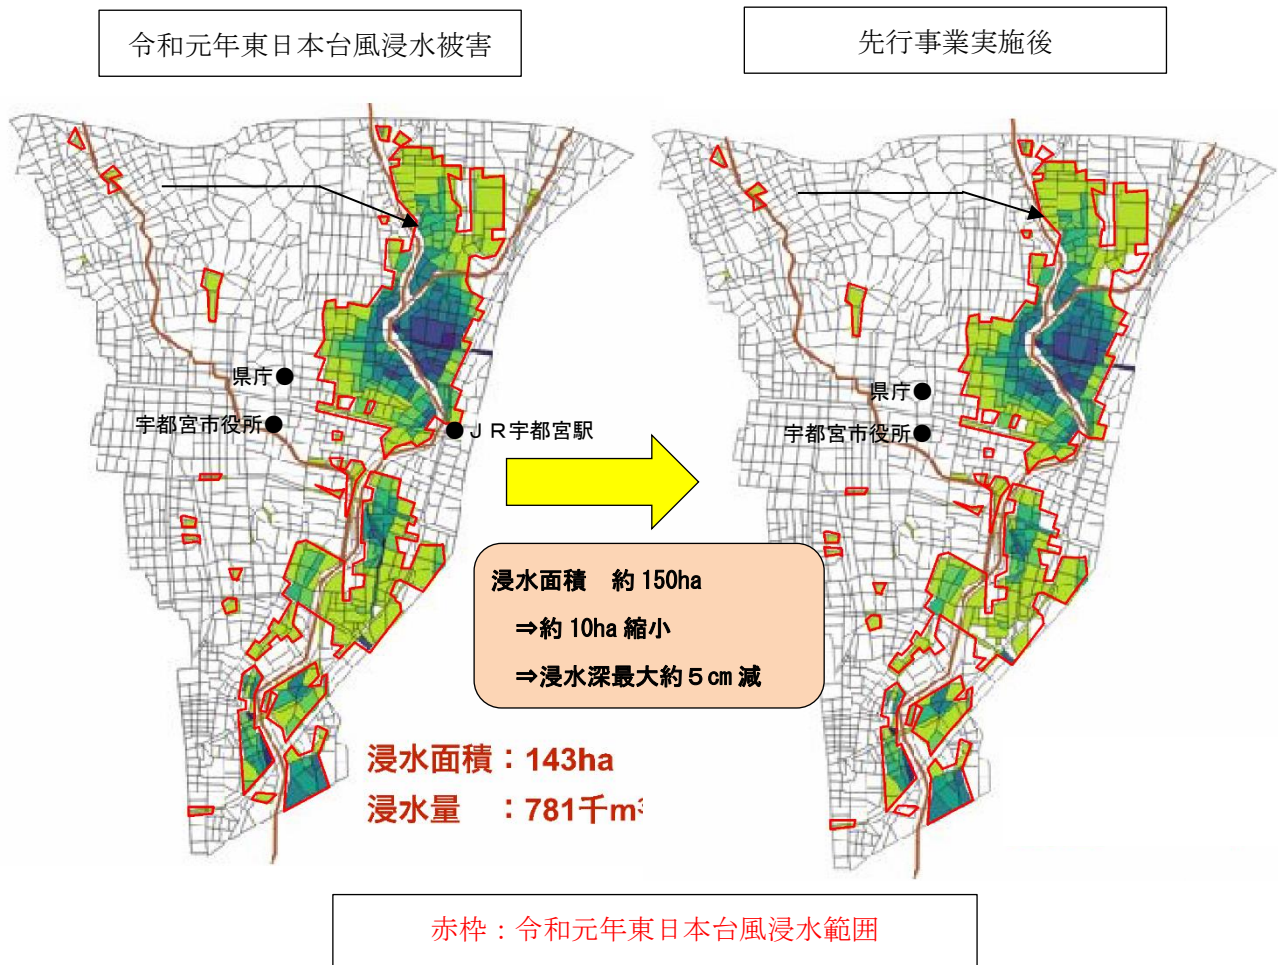 令和元年東日本台風浸水被害
先行事業実施後
県庁
宇都宮市役所
ＪＲ宇都宮駅
県庁
宇都宮市役所
浸水面積　約150ha
⇒約10ha縮小
⇒浸水深最大約５㎝減
浸水面積：143ha
浸水量　：781千m³
赤枠：令和元年東日本台風浸水範囲